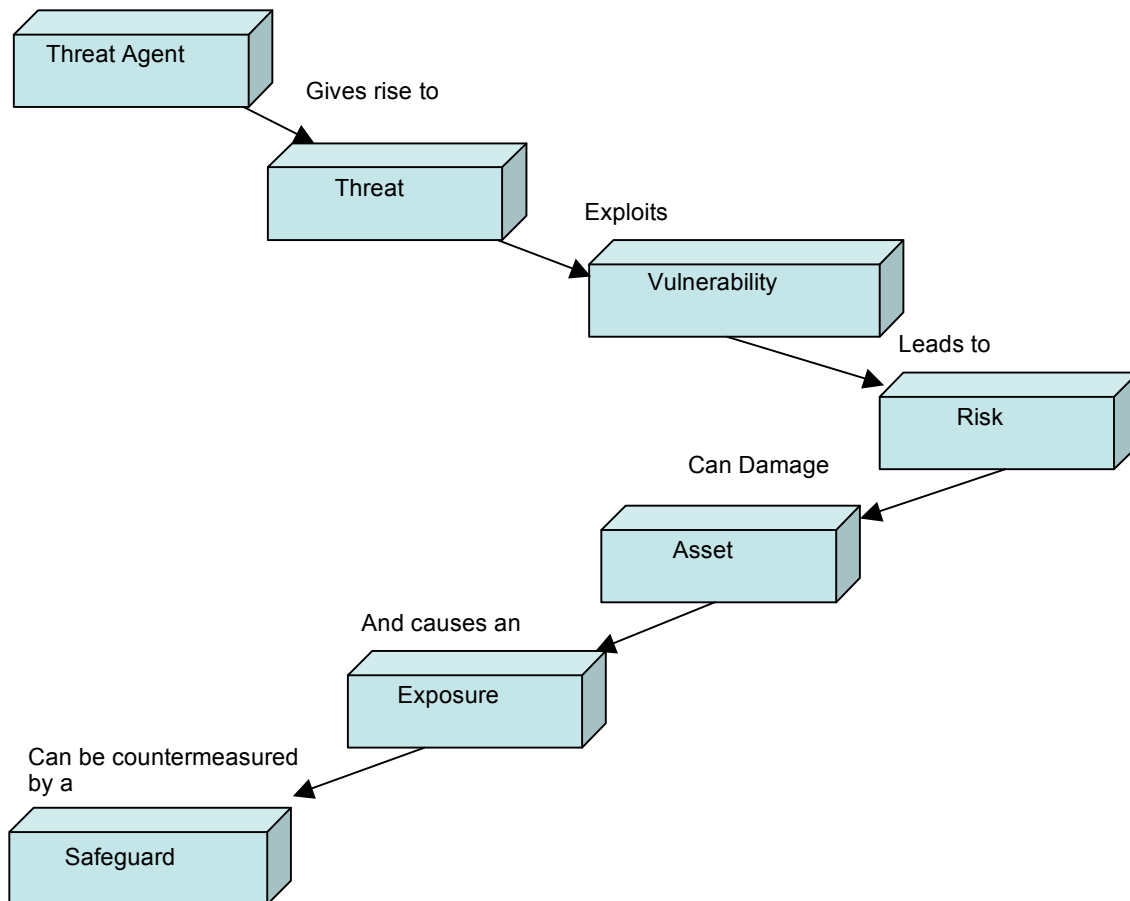 Threat Agent
Gives rise to
Threat
Exploits
Vulnerability
Leads to
Risk
Can Damage
Asset
And causes an
Exposure
Can be countermeasured
by a
Safeguard